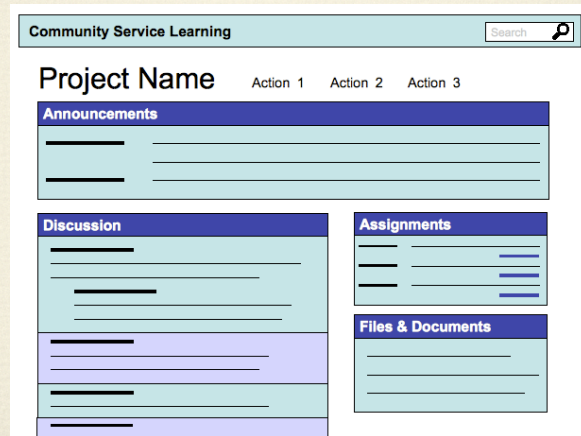 Community Service Learning
Search
Project Name Action 1 Action 2 Action 3
Announcements
Discussion
Assignments
Files & Documents